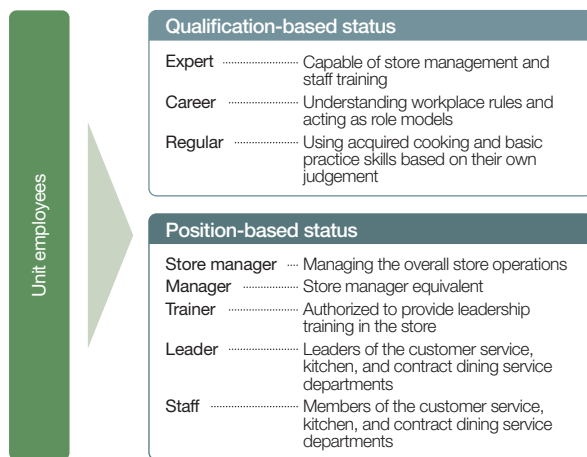 Unit employees
Qualification-based status
Expert Capable of store management and
staff training
Career Understanding workplace rules and
acting as role models
Regular Using acquired cooking and basic
practice skills based on their own
judgement
Position-based status
Store manager Managing the overall store operations
Manager Store manager equivalent
Trainer Authorized to provide leadership
training in the store
Leader Leaders of the customer service,
kitchen, and contract dining service
departments
Staff Members of the customer service,
kitchen, and contract dining service
departments